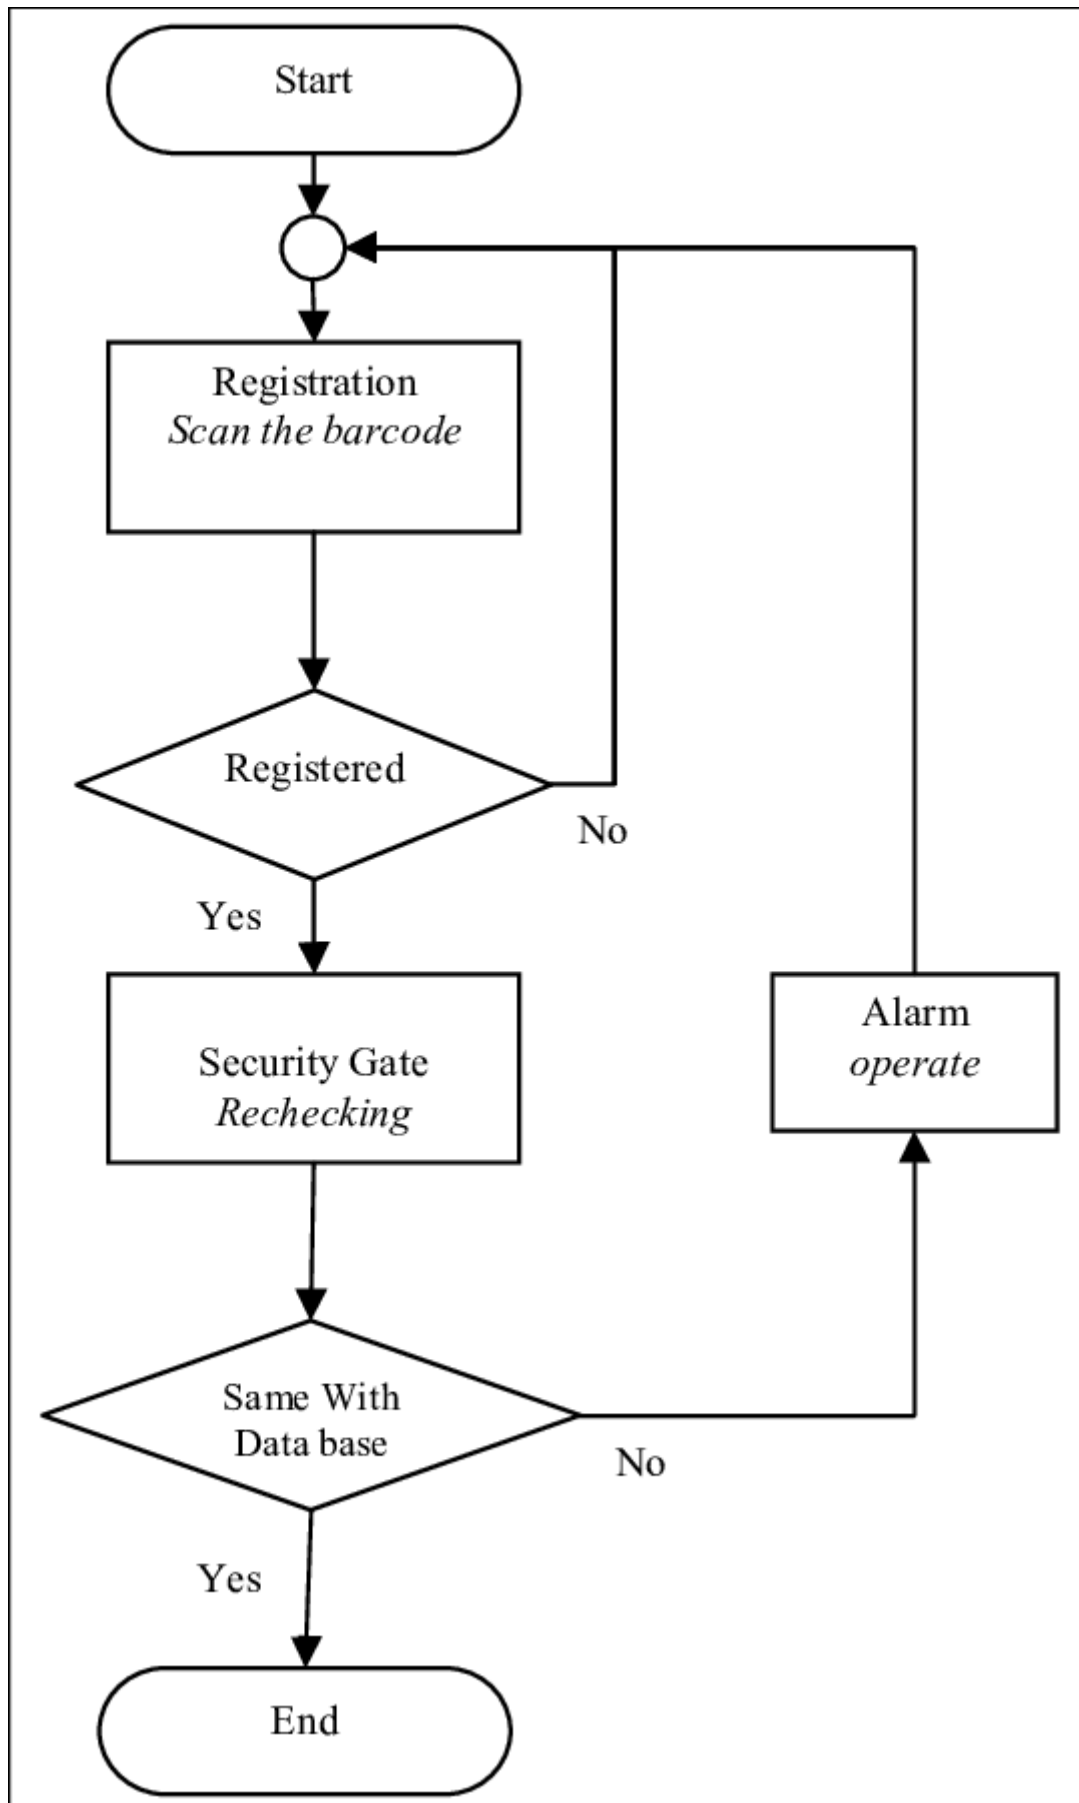 Start
Registration
Scan the barcode
Registered
No
Yes
Security Gate
Rechecking
Alarm
operate
Same With
Data base
No
Yes
End